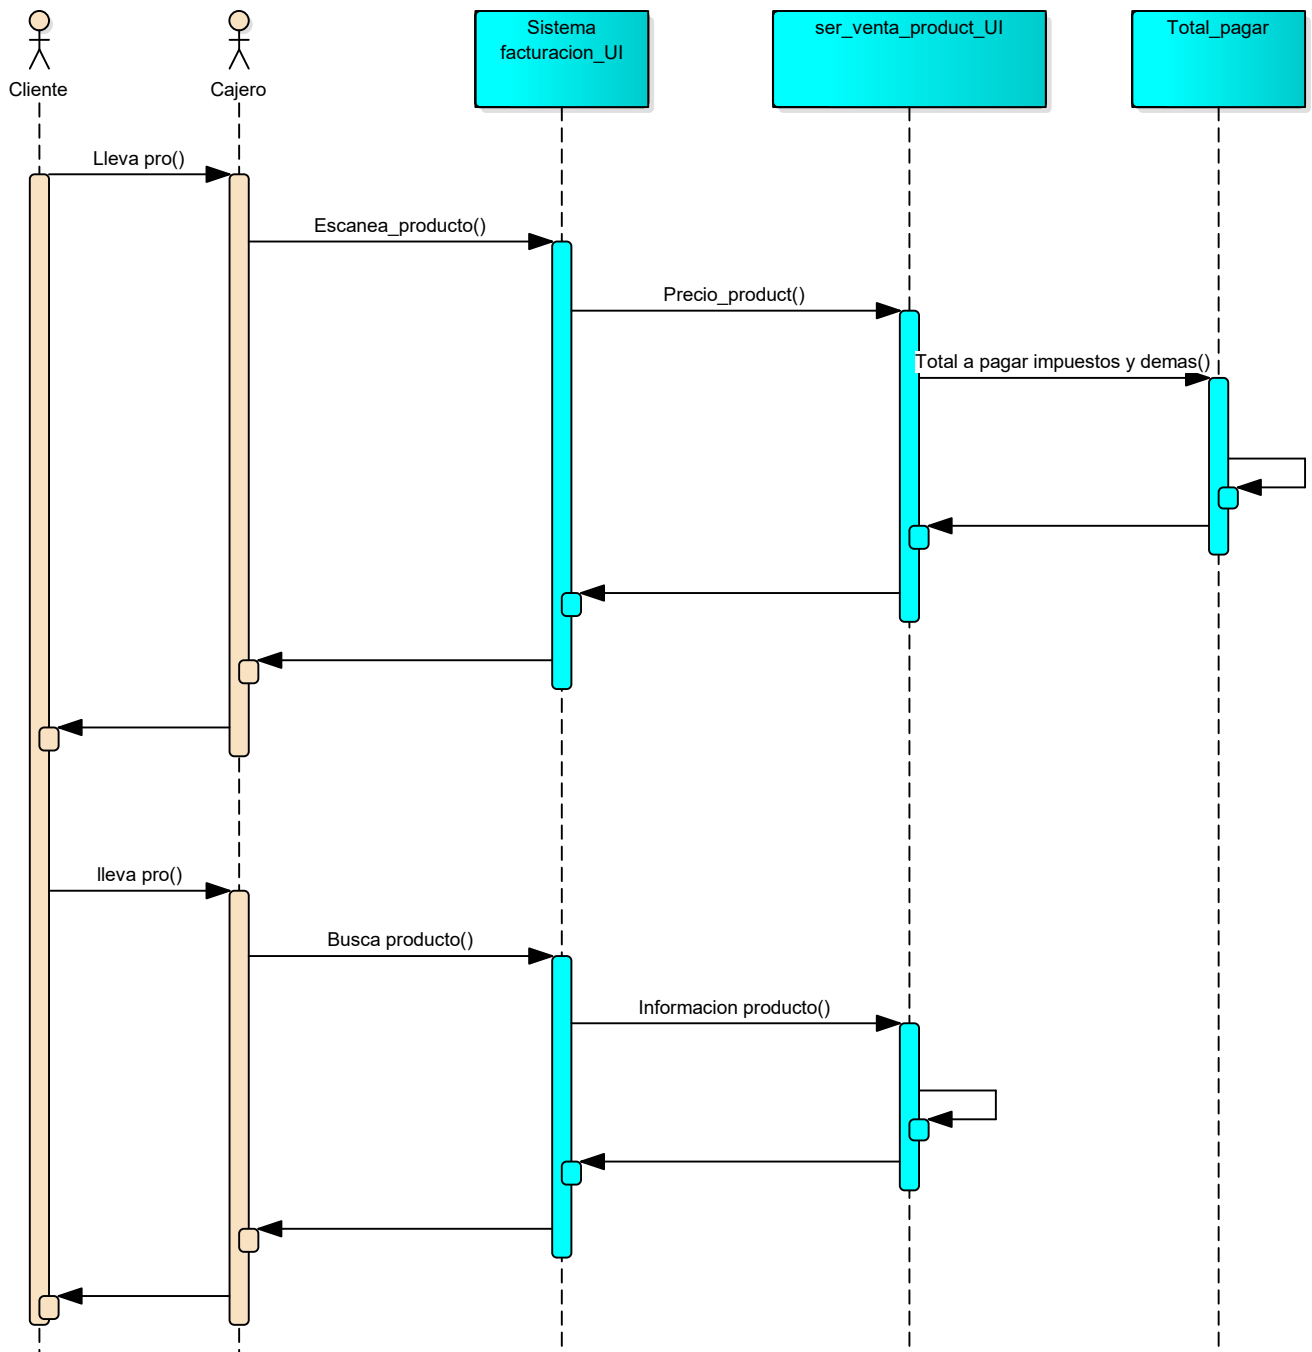 Cliente
Cajero
Sistema
facturacion_UI
ser_venta_product_UI
Total_pagar
Lleva pro()
Escanea_producto()
Precio_product()
Total a pagar impuestos y demas()
lleva pro()
Busca producto()
Informacion producto()